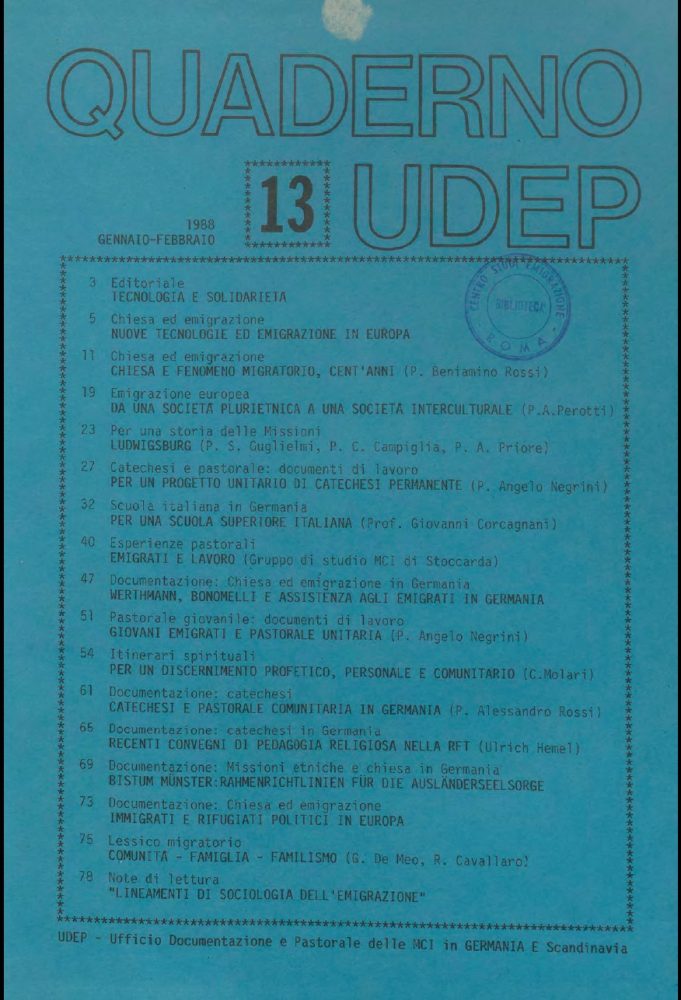 QUADERNO
UDEP
13
1988
GENNAIO-FEBBRAIO
CENTRO STUDI EMIGRAZIONE
BIBLIOTECA
ROMA
3 Editoriale
TECNOLOGIA E SOLIDARIETÀ
5 Chiesa ed emigrazione
NUOVE TECNOLOGIE ED EMIGRAZIONE IN EUROPA
11 Chiesa ed emigrazione
CHIESA E FENOMENO MIGRATORIO, CENT'ANNI (P. Beniamino Rossi)
19 Emigrazione europea
DA UNA SOCIETÀ PLURIETNICA A UNA SOCIETÀ INTERCULTURALE (P.A.Perotti)
23 Per una storia delle Missioni
LUDWIGSBURG (P. S. Guglielmi, P. C. Campiglia, P. A. Priore)
27 Catechesi e pastorale: documenti di lavoro
PER UN PROGETTO UNITARIO DI CATECHESI PERMANENTE (P. Angelo Negrini)
32 Scuola italiana in Germania
PER UNA SCUOLA SUPERIORE ITALIANA (Prof. Giovanni Corcagnani)
40 Esperienze pastorali
EMIGRATI E LAVORO (Gruppo di studio MCI di Stoccarda)
47 Documentazione: Chiesa ed emigrazione in Germania
WERTHMANN, BONOMELLI E ASSISTENZA AGLI EMIGRATI IN GERMANIA
51 Pastorale giovanile: documenti di lavoro
GIOVANI EMIGRATI E PASTORALE UNITARIA (P. Angelo Negrini)
54 Itinerari spirituali
PER UN DISCERNIMENTO PROFETICO, PERSONALE E COMUNITARIO (C.Molari)
61 Documentazione: catechesi
CATECHESI E PASTORALE COMUNITARIA IN GERMANIA (P. Alessandro Rossi)
65 Documentazione: catechesi in Germania
RECENTI CONVEGNI DI PEDAGOGIA RELIGIOSA NELLA RFT (Ulrich Hemel)
69 Documentazione: Missioni etniche e chiesa in Germania
BISTUM MÜNSTER:RAHMENRICHTLINIEN FÜR DIE AUSLÄNDERSEELSORGE
73 Documentazione: Chiesa ed emigrazione
IMMIGRATI E RIFUGIATI POLITICI IN EUROPA
75 Lessico migratorio
COMUNITÀ - FAMIGLIA - FAMILISMO (G. De Meo, R. Cavallaro)
78 Note di lettura
"LINEAMENTI DI SOCIOLOGIA DELL'EMIGRAZIONE"
UDEP - Ufficio Documentazione e Pastorale delle MCI in GERMANIA E Scandinavia